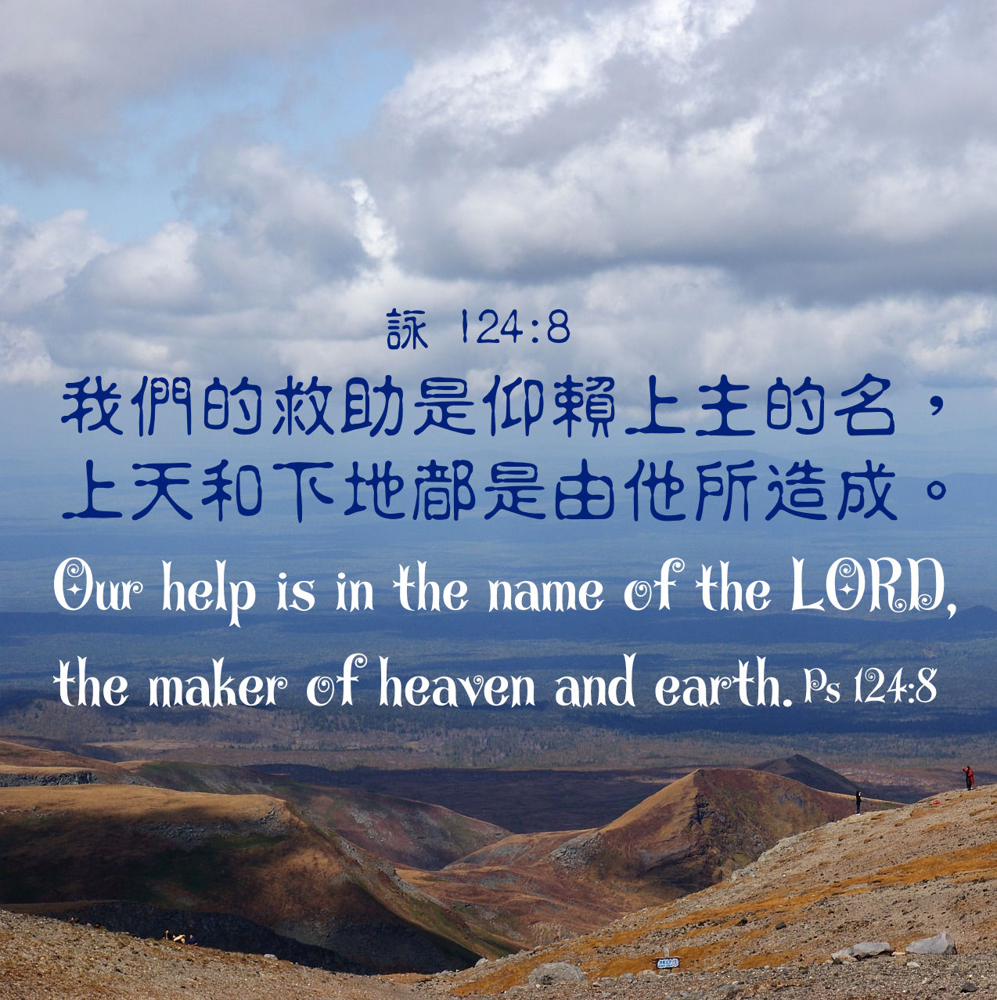 詠 124:8
我們的救助是仰賴上主的名，
上天和下地都是由他所造成。
Our help is in the name of the LORD,
the maker of heaven and earth. Ps 124:8